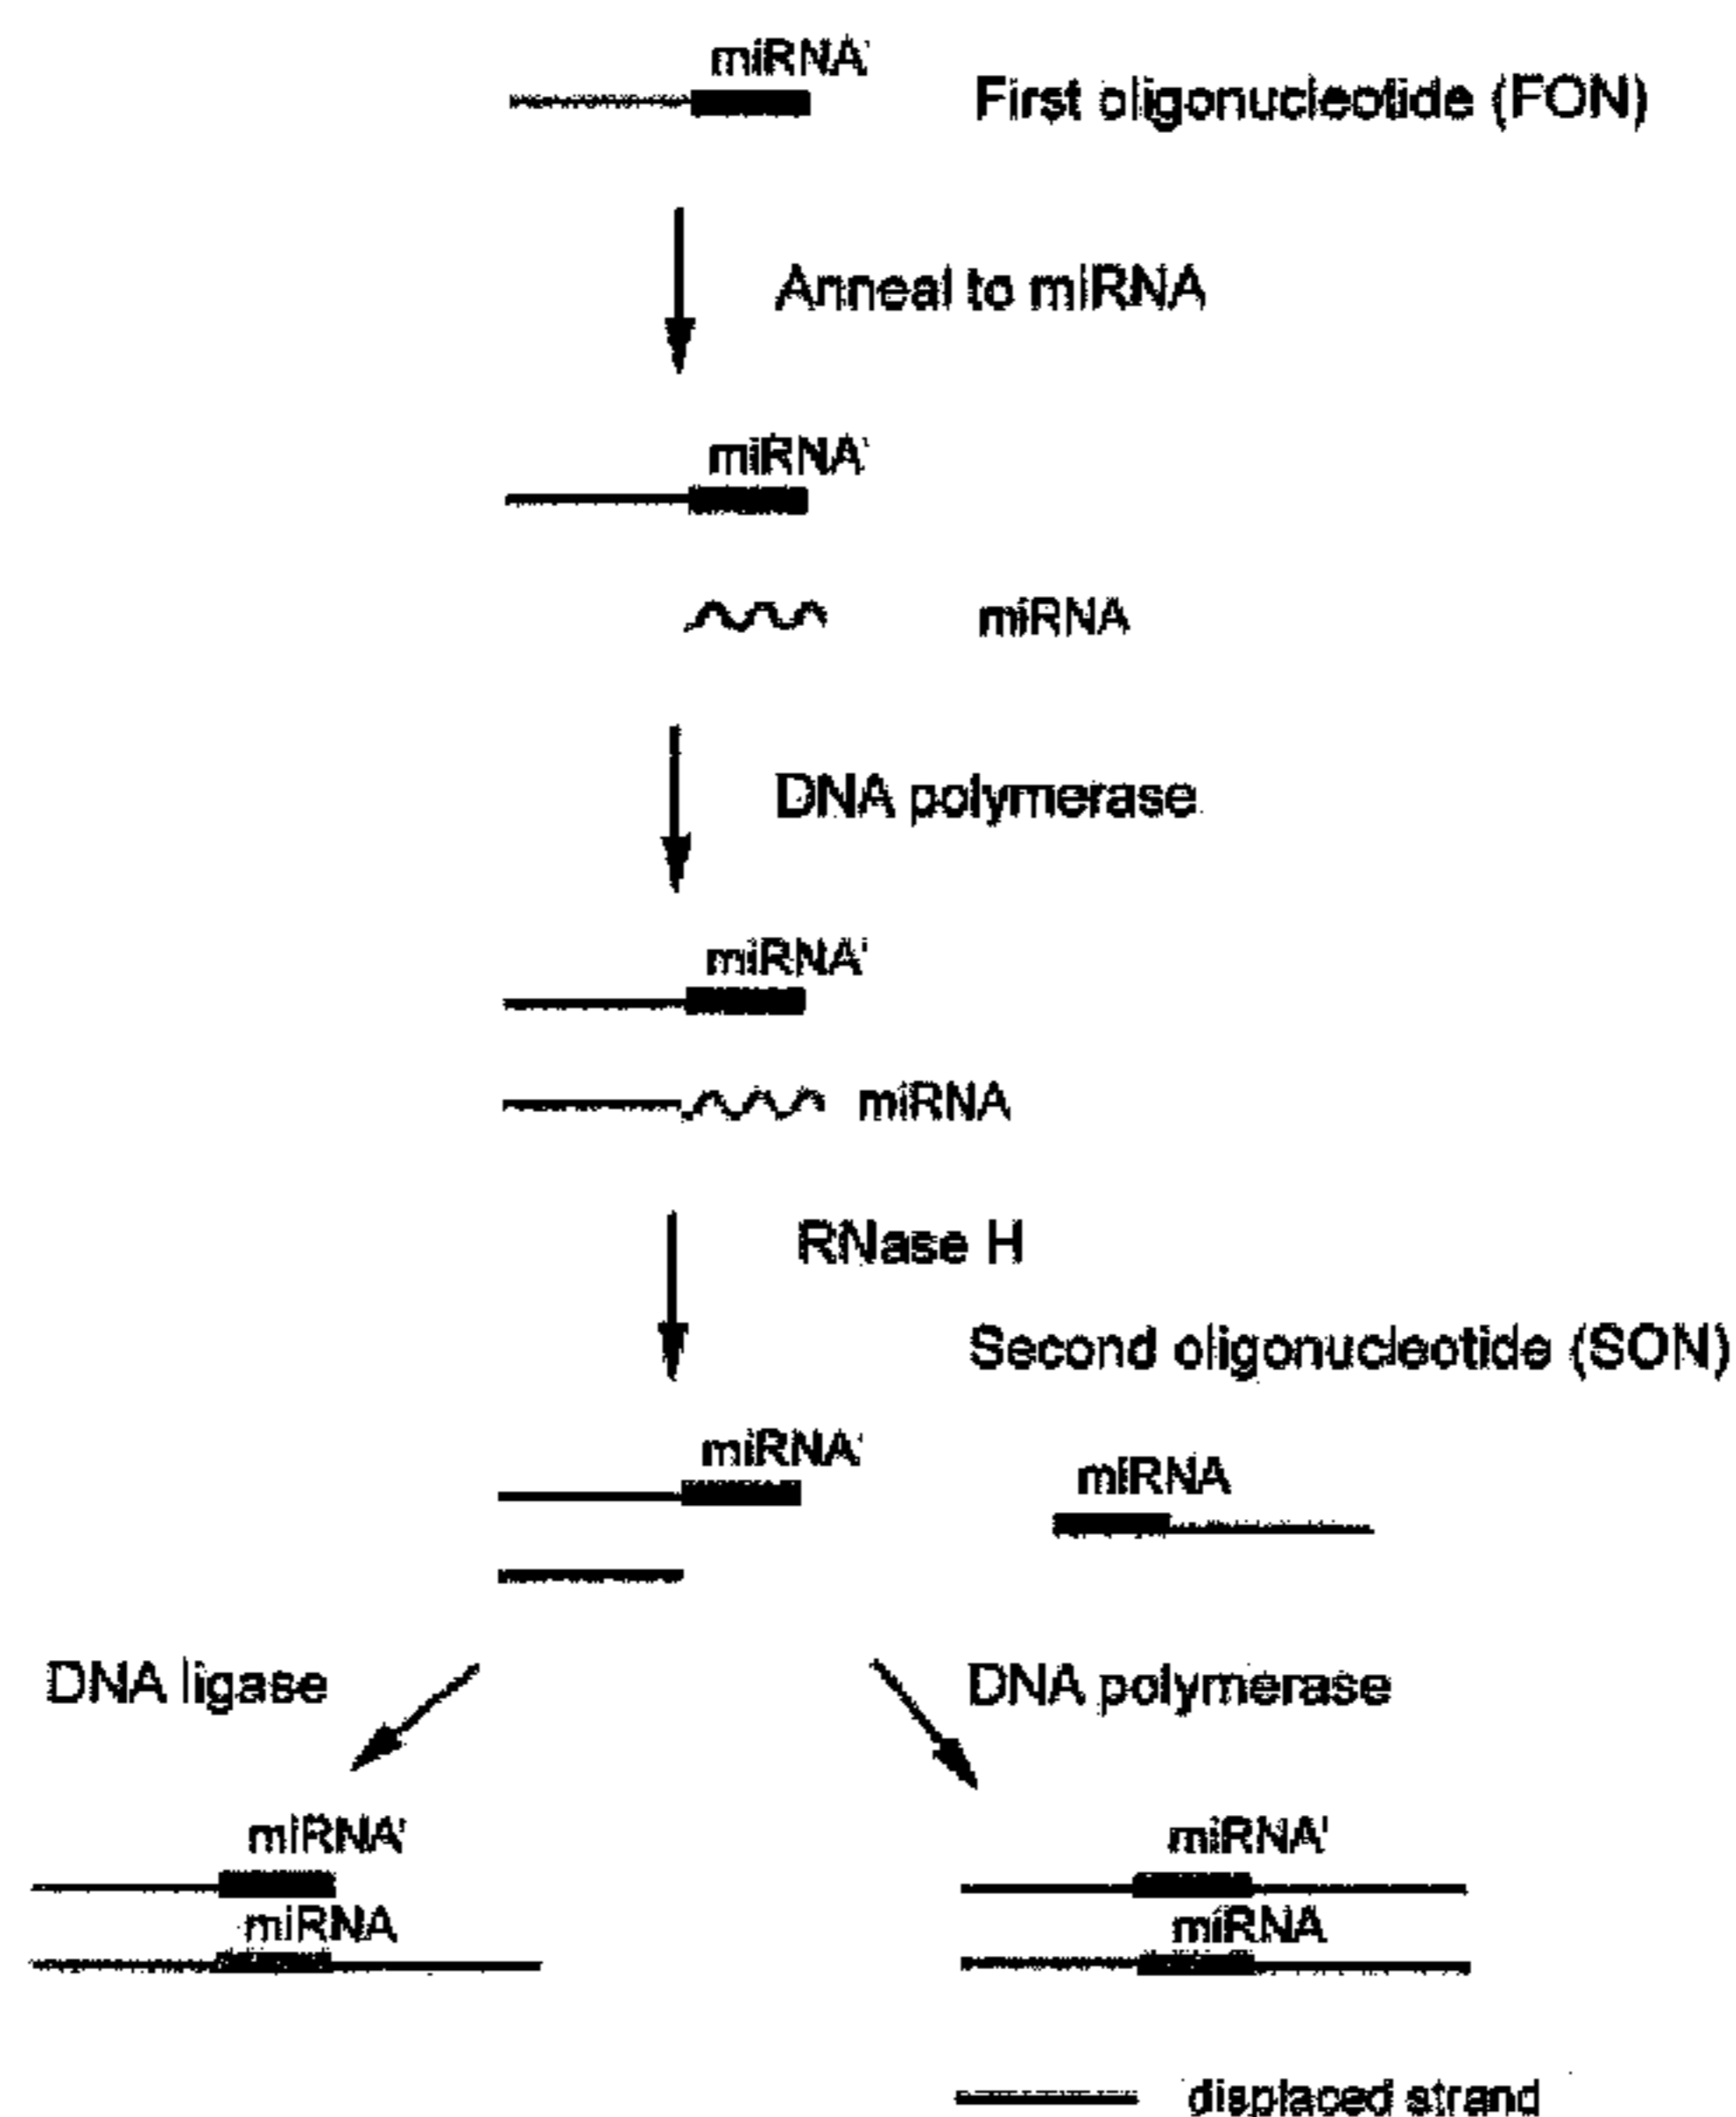 miRNA'
First oligonucleotide (FON)
Anneal to miRNA
miRNA'
miRNA
DNA polymerase
miRNA'
miRNA
RNase H
Second oligonucleotide (SON)
miRNA'
miRNA
DNA ligase
DNA polymerase
miRNA'
miRNA'
miRNA
miRNA
displaced strand